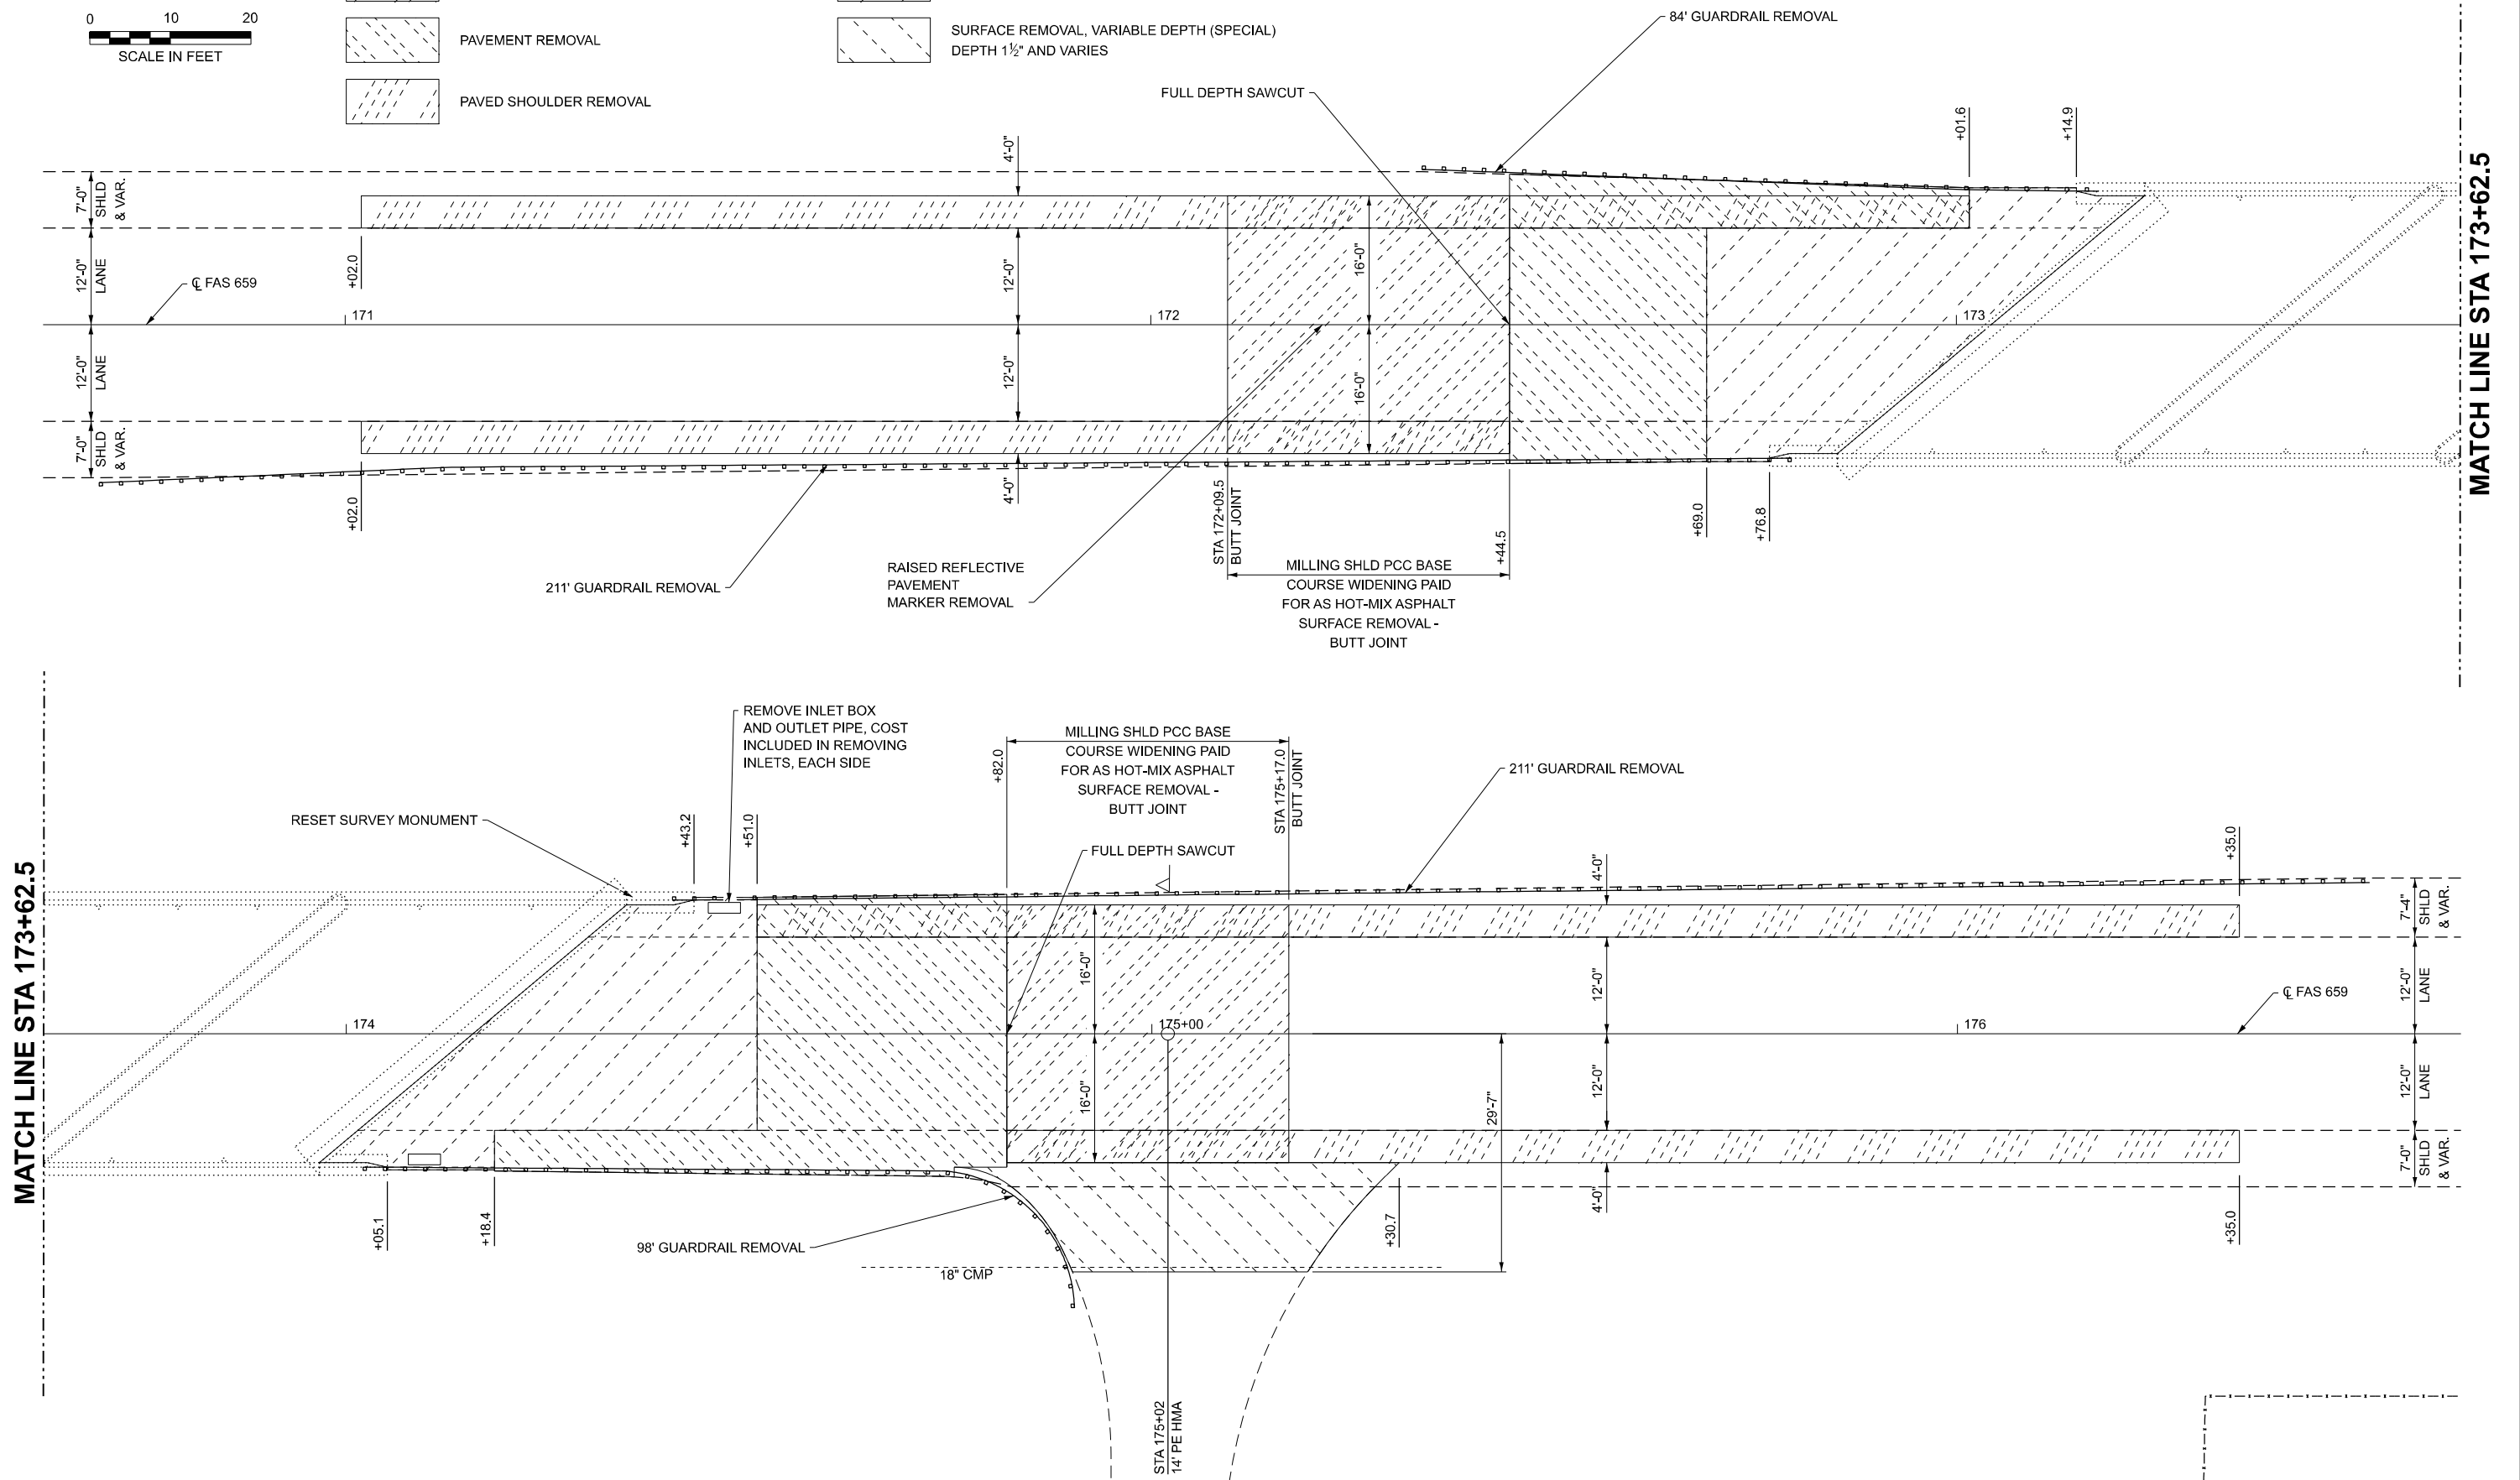 0 10 20
SCALE IN FEET
PAVEMENT REMOVAL
PAVED SHOULDER REMOVAL
SURFACE REMOVAL, VARIABLE DEPTH (SPECIAL)
DEPTH 1½" AND VARIES
84' GUARDRAIL REMOVAL
FULL DEPTH SAWCUT
+01.6
+14.9
4'-0"
7'-0"
SHLD
& VAR.
12'-0"
LANE
℄ FAS 659
+02.0
12'-0"
16'-0"
171
172
173
12'-0"
LANE
12'-0"
16'-0"
7'-0"
SHLD
& VAR.
+02.0
4'-0"
STA 172+09.5
BUTT JOINT
+44.5
+69.0
+76.8
211' GUARDRAIL REMOVAL
RAISED REFLECTIVE
PAVEMENT
MARKER REMOVAL
MILLING SHLD PCC BASE
COURSE WIDENING PAID
FOR AS HOT-MIX ASPHALT
SURFACE REMOVAL -
BUTT JOINT
MATCH LINE STA 173+62.5
MATCH LINE STA 173+62.5
RESET SURVEY MONUMENT
REMOVE INLET BOX
AND OUTLET PIPE, COST
INCLUDED IN REMOVING
INLETS, EACH SIDE
+43.2
+51.0
+82.0
MILLING SHLD PCC BASE
COURSE WIDENING PAID
FOR AS HOT-MIX ASPHALT
SURFACE REMOVAL -
BUTT JOINT
STA 175+17.0
BUTT JOINT
FULL DEPTH SAWCUT
211' GUARDRAIL REMOVAL
4'-0"
+35.0
7'-4"
SHLD
& VAR.
16'-0"
12'-0"
12'-0"
LANE
℄ FAS 659
174
175+00
176
16'-0"
29'-7"
12'-0"
12'-0"
LANE
7'-0"
SHLD
& VAR.
+055.1
+18.4
98' GUARDRAIL REMOVAL
18" CMP
+30.7
4'-0"
+35.0
STA 175+02
14' PE HMA